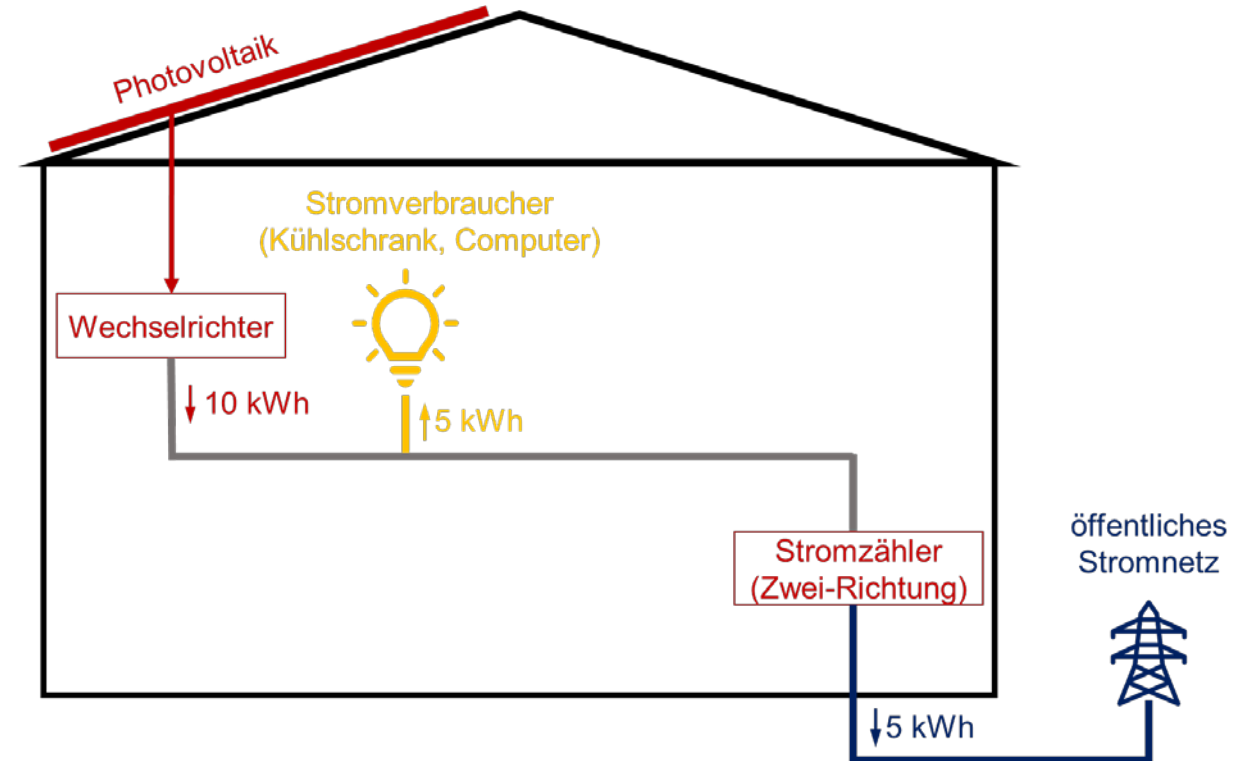 Photovoltaik
Stromverbraucher
(Kühlschrank, Computer)
Wechselrichter
10 kWh
5 kWh
Stromzähler
(Zwei-Richtung)
öffentliches
Stromnetz
5 kWh